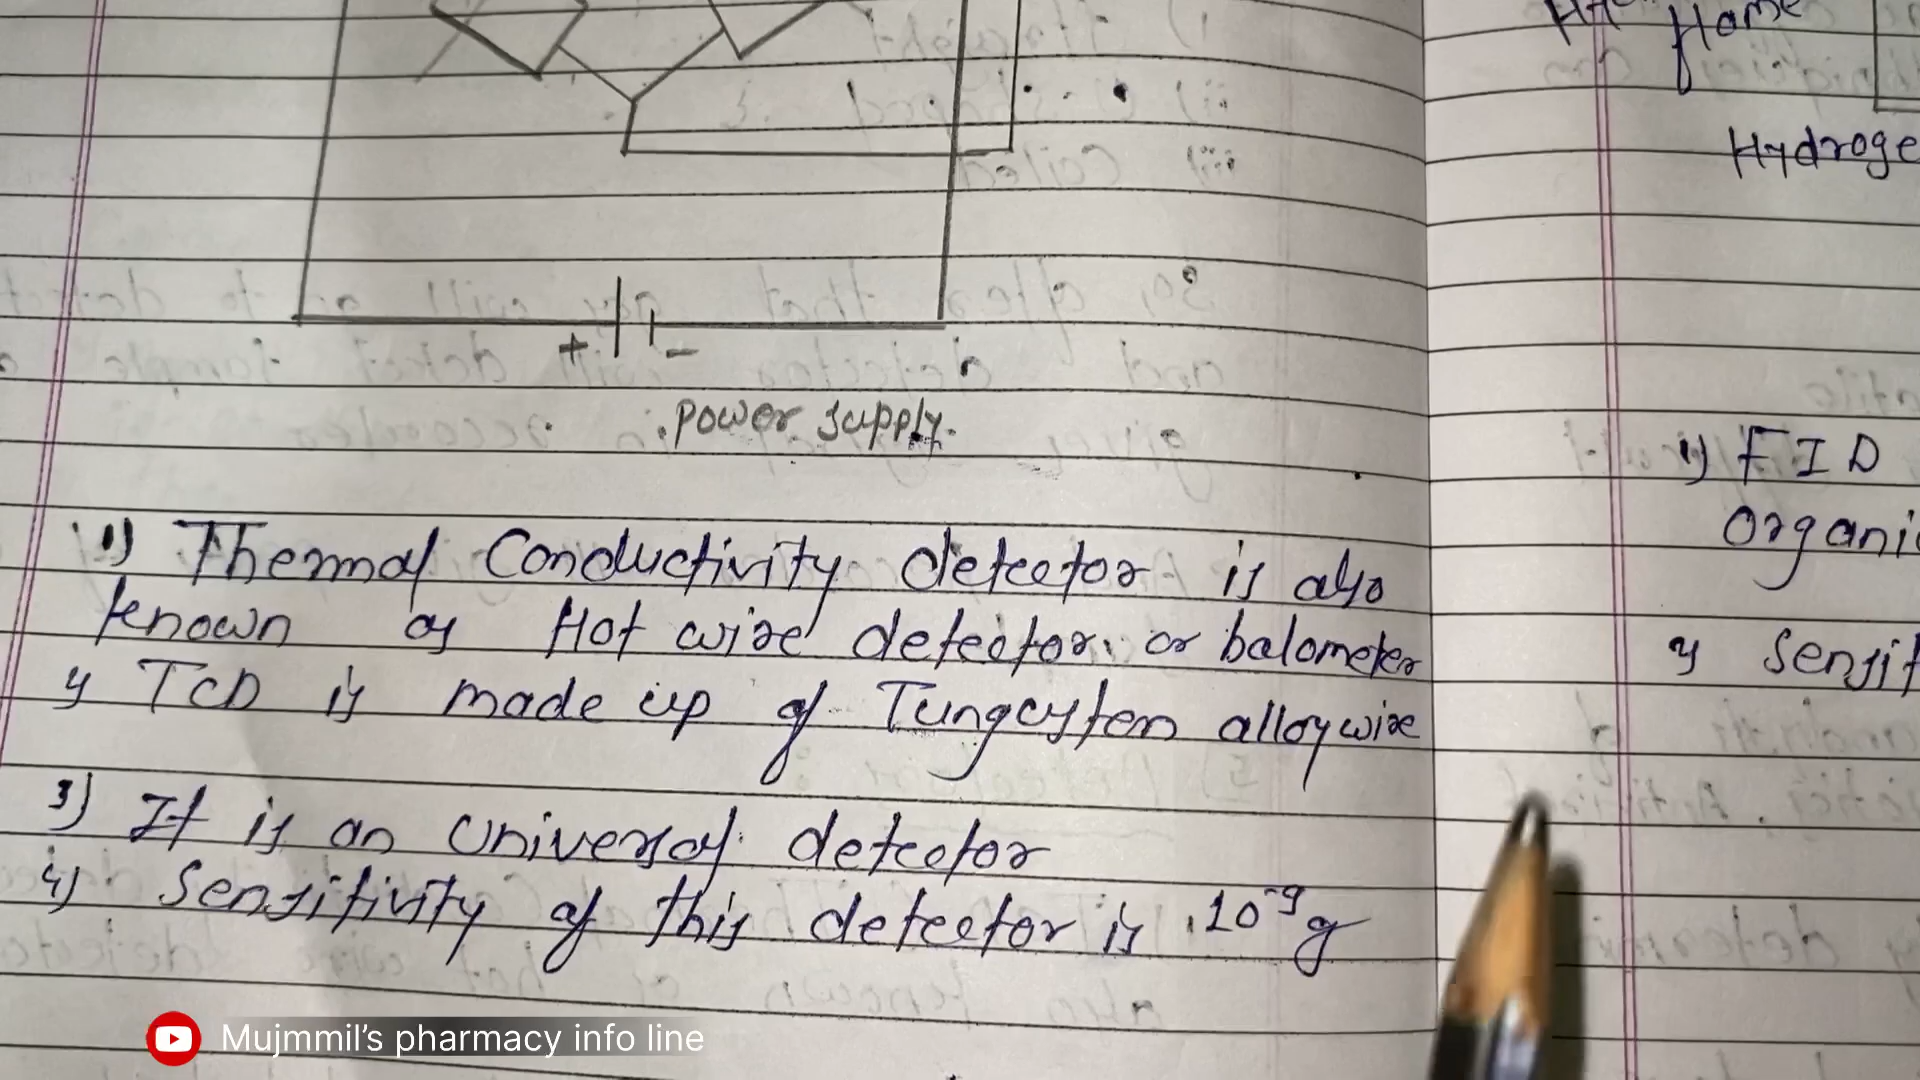 + -
power supply.
1) Thermal Conductivity detector is also
known as Hot wire detector or balometer
2) TCD is made up of Tungcysten alloy wire
3) It is an Universal detector
4) Sensitivity of this detector is 10⁻⁹g
Flame
Hydroge
1) FID
Organi
2) Sensit
Mujmmil's pharmacy info line